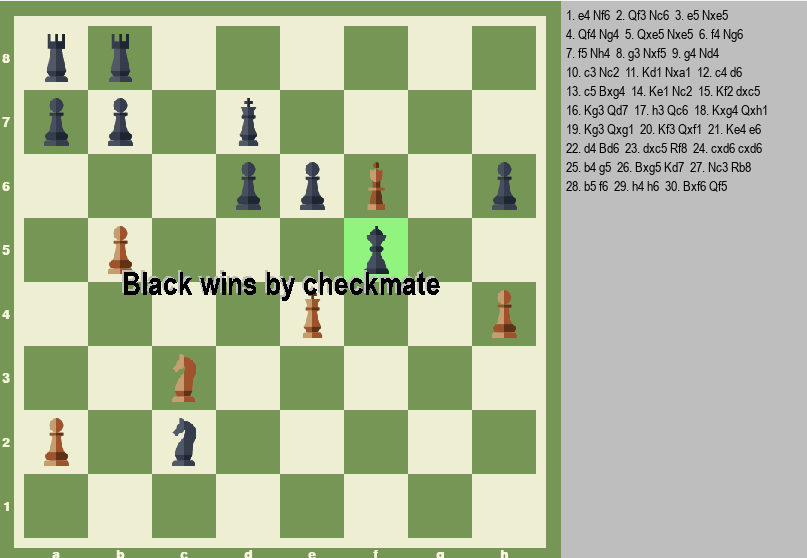 1. e4 Nf6 2. Qf3 Nc6 3. e5 Nxe5
4. Qf4 Ng4 5. Qxe5 Nxe5 6. f4 Ng6
7. f5 Nh4 8. g3 Nxf5 9. g4 Nd4
10. c3 Nc2 11. Kd1 Nxa1 12. c4 d6
13. c5 Bxg4 14. Ke1 Nc2 15. Kf2 dxc5
16. Kg3 Qd7 17. h3 Qc6 18. Kxg4 Qxh1
19. Kg3 Qxg1 20. Kf3 Qxf1 21. Ke4 e6
22. d4 Bd6 23. dxc5 Rf8 24. cxd6 cxd6
25. b4 g5 26. Bxg5 Kd7 27. Nc3 Rb8
28. b5 f6 29. h4 h6 30. Bxf6 Qf5
8
7
6
5
Black wins by checkmate
4
3
2
1
a b c d e f g h